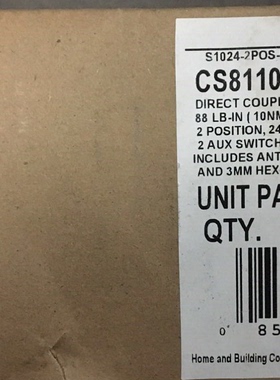 S1024-2POS-
CS8110
DIRECT COUPL
88 LB-IN ( 10NM
2 POSITION, 24
2 AUX SWITCH
INCLUDES ANT
AND 3MM HEX
UNIT PA
QTY.
0 85
Home and Building Co